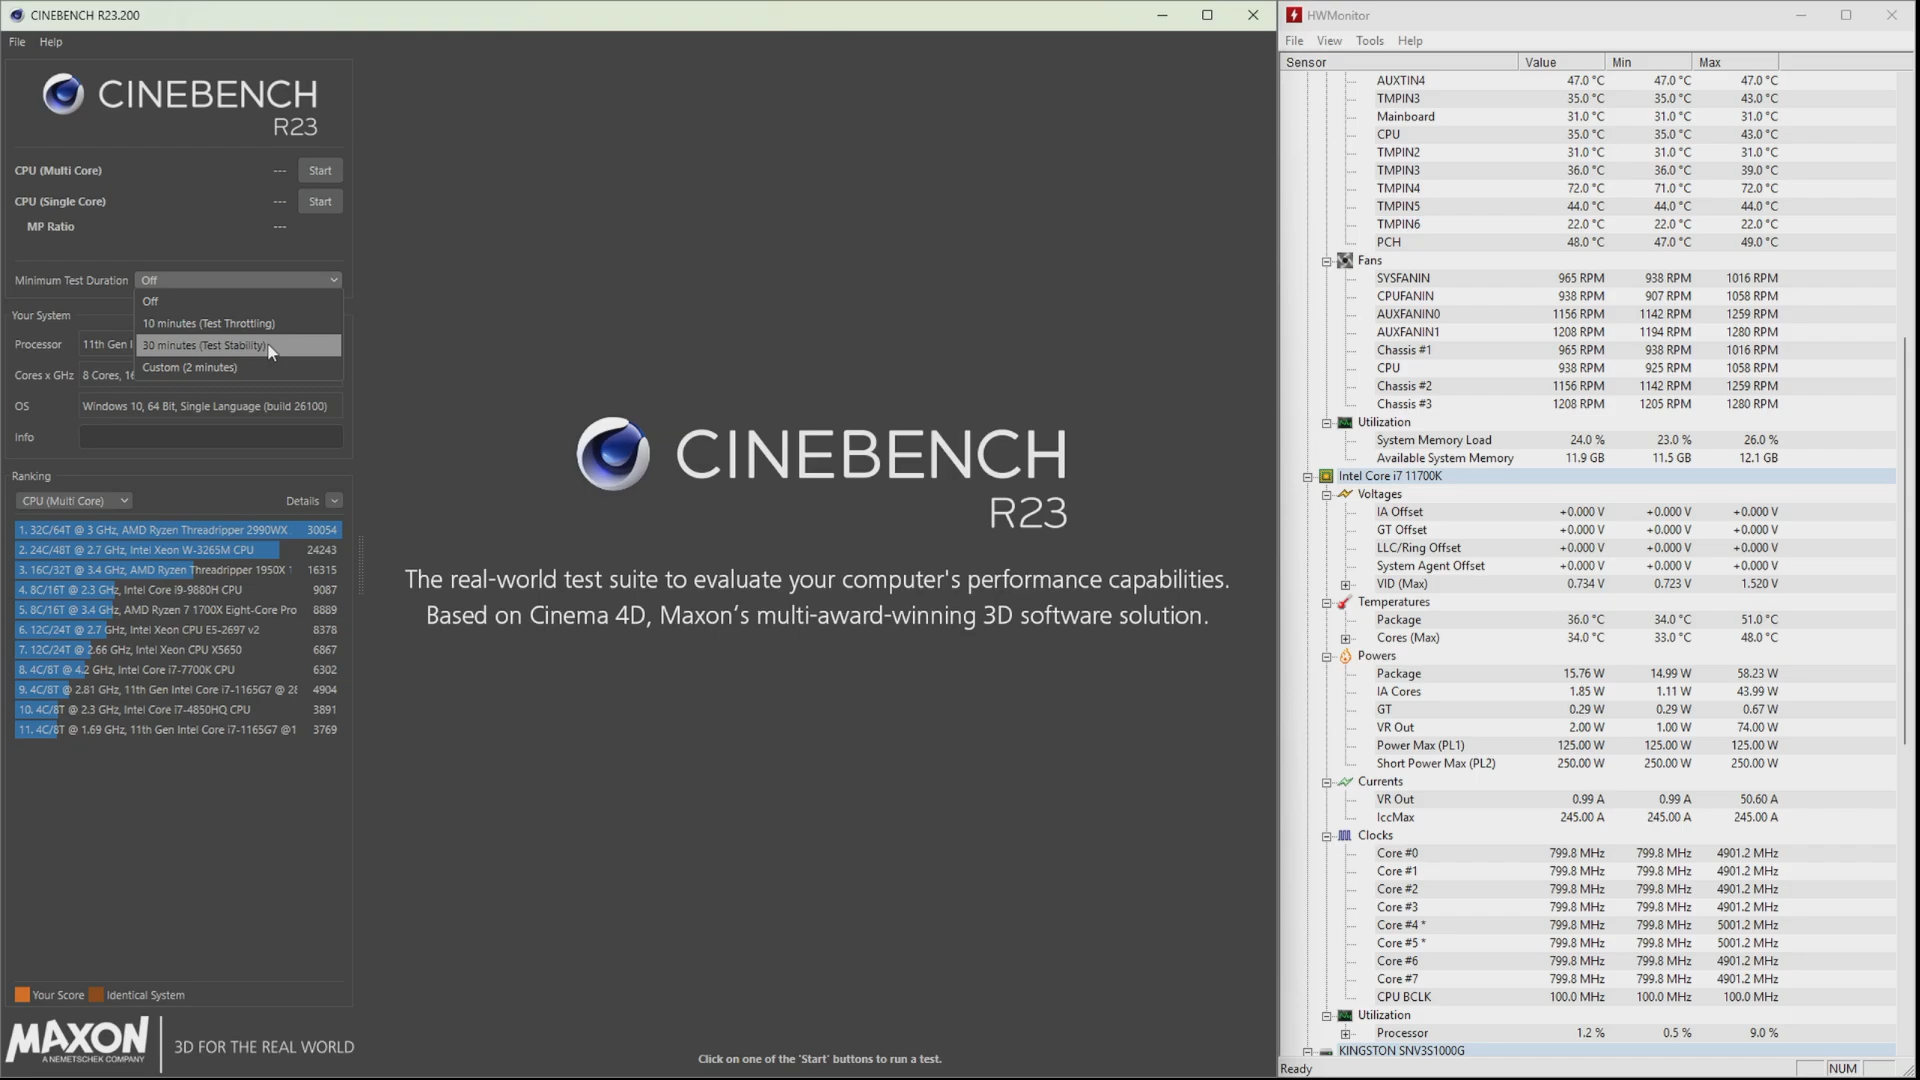 CINEBENCH R23.200
File Help
CINEBENCH
R23
CPU (Multi Core) --- Start
CPU (Single Core) --- Start
MP Ratio ---
Minimum Test Duration Off
Off
10 minutes (Test Throttling)
30 minutes (Test Stability)
Custom (2 minutes)
Your System
Processor 11th Gen I
Cores x GHz 8 Cores, 16
OS Windows 10, 64 Bit, Single Language (build 26100)
Info
Ranking
CPU (Multi Core) Details
1. 32C/64T @ 3 GHz, AMD Ryzen Threadripper 2990WX 30054
2. 24C/48T @ 2.7 GHz, Intel Xeon W-3265M CPU 24243
3. 16C/32T @ 3.4 GHz, AMD Ryzen Threadripper 1950X 16315
4. 8C/16T @ 2.3 GHz, Intel Core i9-9880H CPU 9087
5. 8C/16T @ 3.4 GHz, AMD Ryzen 7 1700X Eight-Core Pro 8889
6. 12C/24T @ 2.7 GHz, Intel Xeon CPU E5-2697 v2 8378
7. 12C/24T @ 2.66 GHz, Intel Xeon CPU X5650 6867
8. 4C/8T @ 4.2 GHz, Intel Core i7-7700K CPU 6302
9. 4C/8T @ 2.81 GHz, 11th Gen Intel Core i7-1165G7 @ 28 4904
10. 4C/8T @ 2.3 GHz, Intel Core i7-4850HQ CPU 3891
11. 4C/8T @ 1.69 GHz, 11th Gen Intel Core i7-1165G7 @1 3769
Your Score Identical System
MAXON
A NEMETSCHEK COMPANY
3D FOR THE REAL WORLD
CINEBENCH
R23
The real-world test suite to evaluate your computer's performance capabilities.
Based on Cinema 4D, Maxon's multi-award-winning 3D software solution.
Click on one of the 'Start' buttons to run a test.
HWMonitor
File View Tools Help
Sensor Value Min Max
AUXTIN4 47.0 °C 47.0 °C 47.0 °C
TMPIN3 35.0 °C 35.0 °C 43.0 °C
Mainboard 31.0 °C 31.0 °C 31.0 °C
CPU 35.0 °C 35.0 °C 43.0 °C
TMPIN2 31.0 °C 31.0 °C 31.0 °C
TMPIN3 36.0 °C 36.0 °C 39.0 °C
TMPIN4 72.0 °C 71.0 °C 72.0 °C
TMPIN5 44.0 °C 44.0 °C 44.0 °C
TMPIN6 22.0 °C 22.0 °C 22.0 °C
PCH 48.0 °C 47.0 °C 49.0 °C
Fans
SYSFANIN 965 RPM 938 RPM 1016 RPM
CPUFANIN 938 RPM 907 RPM 1058 RPM
AUXFANIN0 1156 RPM 1142 RPM 1259 RPM
AUXFANIN1 1208 RPM 1194 RPM 1280 RPM
Chassis #1 965 RPM 938 RPM 1016 RPM
CPU 938 RPM 925 RPM 1058 RPM
Chassis #2 1156 RPM 1142 RPM 1259 RPM
Chassis #3 1208 RPM 1205 RPM 1280 RPM
Utilization
System Memory Load 24.0 % 23.0 % 26.0 %
Available System Memory 11.9 GB 11.5 GB 12.1 GB
Intel Core i7 11700K
Voltages
IA Offset +0.000 V +0.000 V +0.000 V
GT Offset +0.000 V +0.000 V +0.000 V
LLC/Ring Offset +0.000 V +0.000 V +0.000 V
System Agent Offset +0.000 V +0.000 V +0.000 V
VID (Max) 0.734 V 0.723 V 1.520 V
Temperatures
Package 36.0 °C 34.0 °C 51.0 °C
Cores (Max) 34.0 °C 33.0 °C 48.0 °C
Powers
Package 15.76 W 14.99 W 58.23 W
IA Cores 1.85 W 1.11 W 43.99 W
GT 0.29 W 0.29 W 0.67 W
VR Out 2.00 W 1.00 W 74.00 W
Power Max (PL1) 125.00 W 125.00 W 125.00 W
Short Power Max (PL2) 250.00 W 250.00 W 250.00 W
Currents
VR Out 0.99 A 0.99 A 50.60 A
IccMax 245.00 A 245.00 A 245.00 A
Clocks
Core #0 799.8 MHz 799.8 MHz 4901.2 MHz
Core #1 799.8 MHz 799.8 MHz 4901.2 MHz
Core #2 799.8 MHz 799.8 MHz 4901.2 MHz
Core #3 799.8 MHz 799.8 MHz 4901.2 MHz
Core #4 * 799.8 MHz 799.8 MHz 5001.2 MHz
Core #5 * 799.8 MHz 799.8 MHz 5001.2 MHz
Core #6 799.8 MHz 799.8 MHz 4901.2 MHz
Core #7 799.8 MHz 799.8 MHz 4901.2 MHz
CPU BCLK 100.0 MHz 100.0 MHz 100.0 MHz
Utilization
Processor 1.2 % 0.5 % 9.0 %
KINGSTON SNV3S1000G
Ready NUM